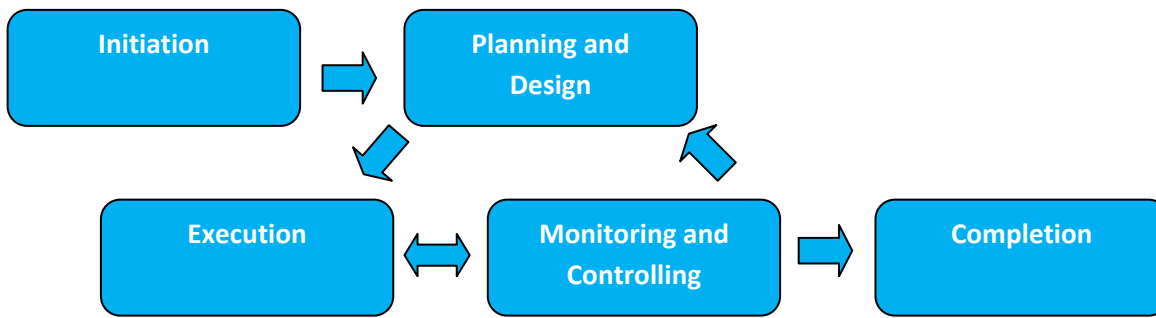 Initiation
Planning and
Design
Execution
Monitoring and
Controlling
Completion